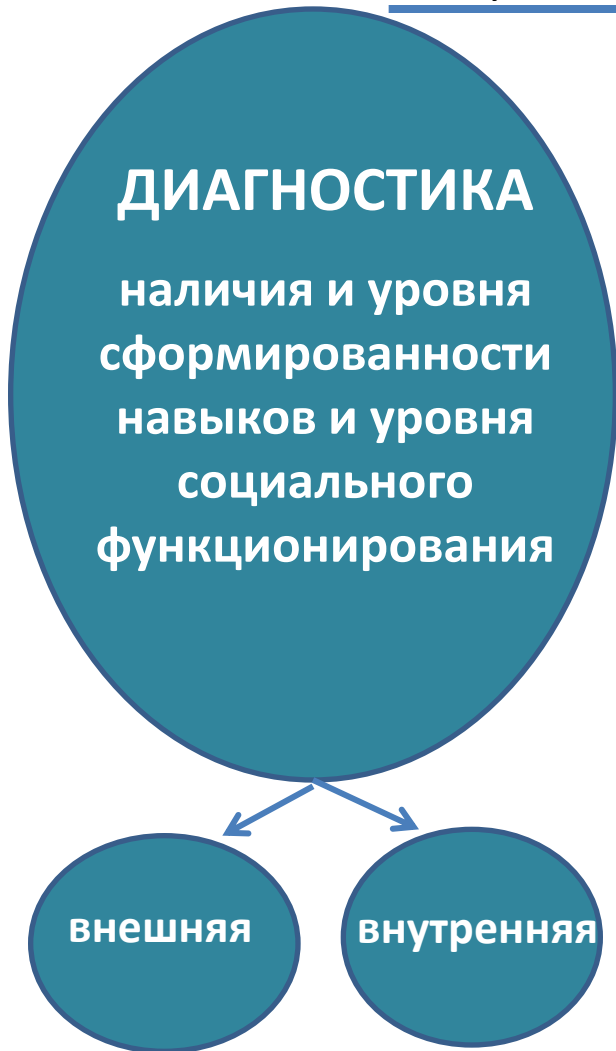 ДИАГНОСТИКА
наличия и уровня
сформированности
навыков и уровня
социального
функционирования
внешняя
внутренняя